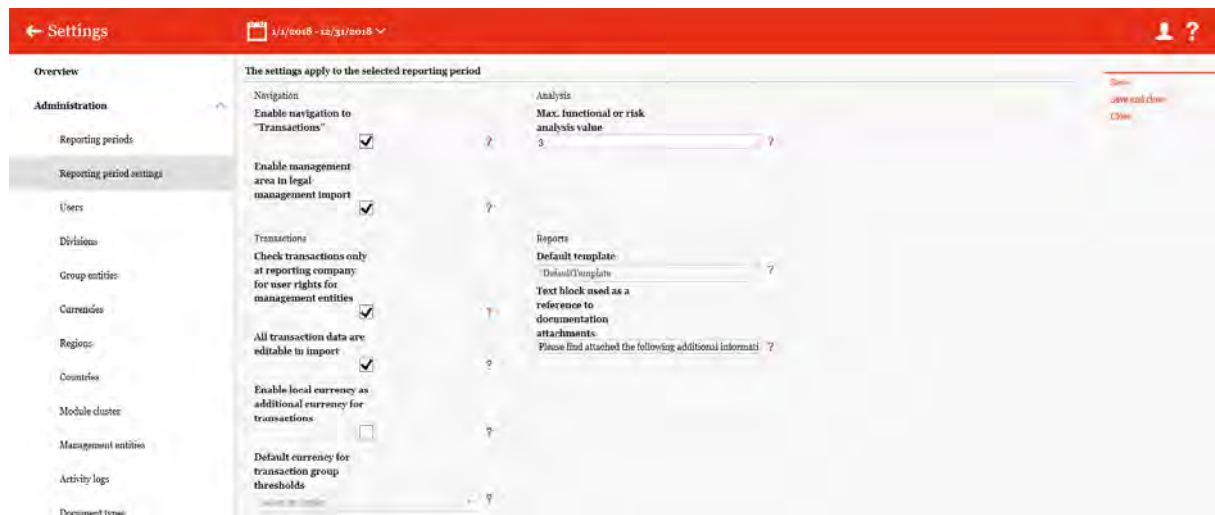 ← Settings
1/1/2018 - 12/31/2018
?
Overview
Administration
Reporting periods
Reporting period settings
Users
Divisions
Group entities
Currencies
Regions
Countries
Module cluster
Management entities
Activity logs
Document types
The settings apply to the selected reporting period
Navigation
Enable navigation to
"Transactions"
?
Enable management
area in legal
management import
?
Transactions
Check transactions only
at reporting company
for user rights for
management entities
?
All transaction data are
editable in import
?
Enable local currency as
additional currency for
transactions
?
Default currency for
transaction group
thresholds
?
Analysis
Max. functional or risk
analysis value
3 ?
Reports
Default template
DefaultTemplate ?
Text block used as a
reference to
documentation
attachments
Please find attached the following additional informati ?
Save
Save and close
Close